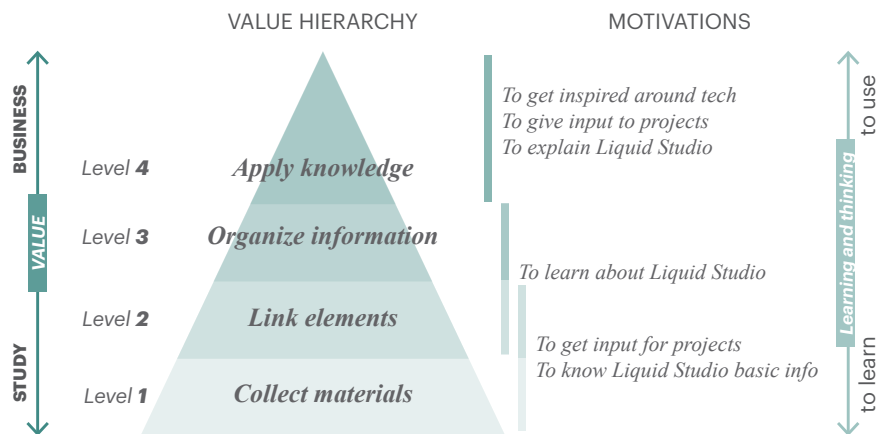 VALUE HIERARCHY
MOTIVATIONS
BUSINESS
VALUE
STUDY
Level 4
Apply knowledge
Level 3
Organize information
Level 2
Link elements
Level 1
Collect materials
To get inspired around tech
To give input to projects
To explain Liquid Studio
To learn about Liquid Studio
To get input for projects
To know Liquid Studio basic info
to use
Learning and thinking
to learn